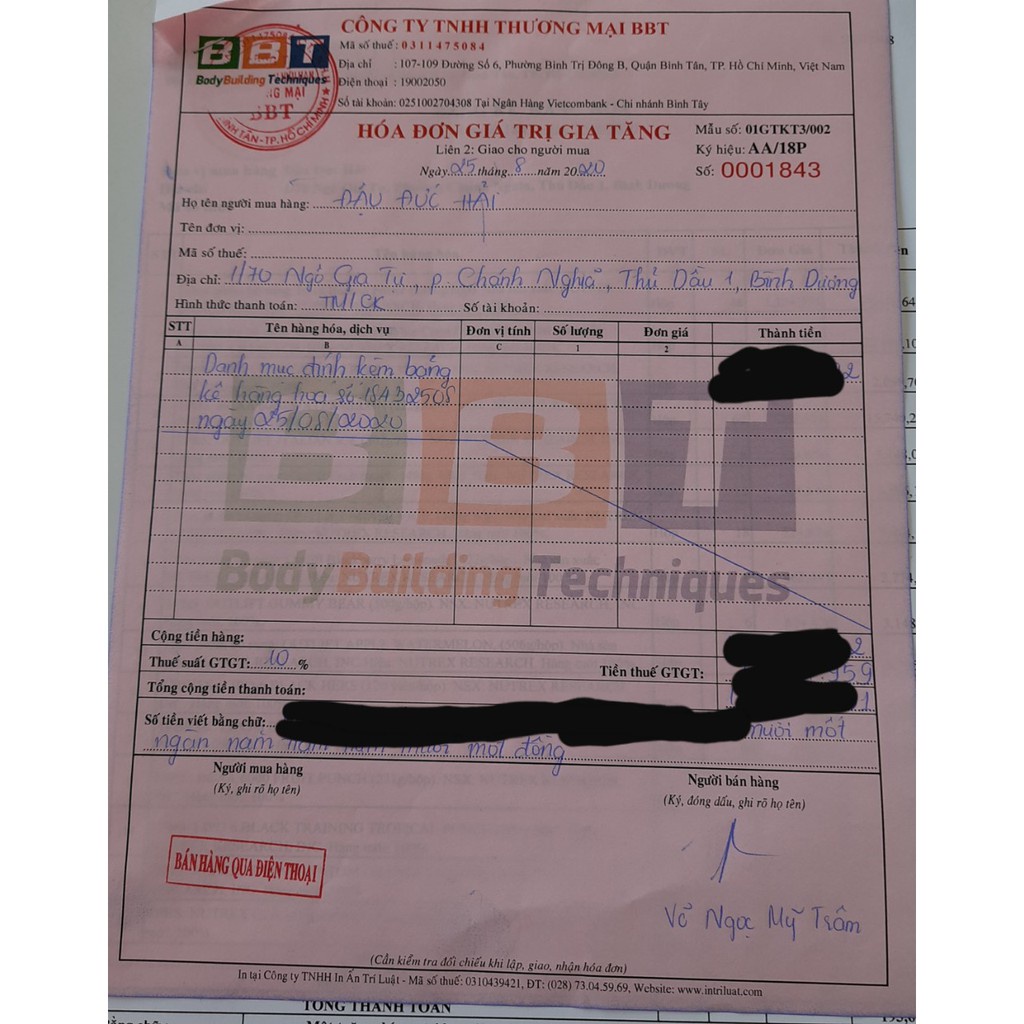 CÔNG TY TNHH THƯƠNG MẠI BBT
Mã số thuế : 0311475084
Địa chỉ : 107-109 Đường Số 6, Phường Bình Trị Đông B, Quận Bình Tân, TP. Hồ Chí Minh, Việt Nam
Điện thoại : 19002050
Số tài khoản: 0251002704308 Tại Ngân Hàng Vietcombank - Chi nhánh Bình Tây
BBT
BodyBuilding Techniques
HÓA ĐƠN GIÁ TRỊ GIA TĂNG
Liên 2: Giao cho người mua
Ngày 25 tháng 8 năm 2020
Mẫu số: 01GTKT3/002
Ký hiệu: AA/18P
Số: 0001843
Họ tên người mua hàng: ĐẬU ĐỨC HẢI
Tên đơn vị:
Mã số thuế:
Địa chỉ: 1/70 Ngô Gia Tự, p. Chánh Nghĩa, Thủ Dầu 1, Bình Dương
Hình thức thanh toán: TM/CK Số tài khoản:
STT Tên hàng hóa, dịch vụ Đơn vị tính Số lượng Đơn giá Thành tiền
A B C 1 2
Danh mục đính kèm bảng
kê hàng hóa số
ngày 25/08/2020
BBT
BodyBuilding Techniques
Cộng tiền hàng:
Thuế suất GTGT: 10 % Tiền thuế GTGT:
Tổng cộng tiền thanh toán:
Số tiền viết bằng chữ: mười một
ngàn năm trăm năm mươi một đồng
Người mua hàng
(Ký, ghi rõ họ tên)
Người bán hàng
(Ký, đóng dấu, ghi rõ họ tên)
BÁN HÀNG QUA ĐIỆN THOẠI
Võ Ngọc Mỹ Trâm
(Cần kiểm tra đối chiếu khi lập, giao, nhận hóa đơn)
In tại Công ty TNHH In Ấn Trí Luật - Mã số thuế: 0310439421, ĐT: (028) 73.04.59.69, Website: www.intriluat.com
TỔNG THANH TOÁN